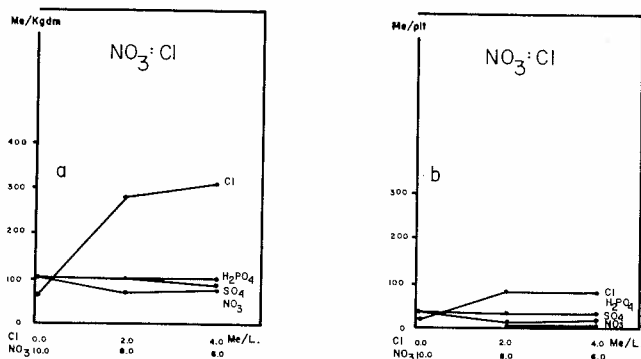 Me/Kgdm
NO3:Cl
400
300
200
100
0
a
Cl
H2PO4
SO4
NO3
Cl 0.0 2.0 4.0 Me/L.
NO3 10.0 8.0 6.0
Me/plt
NO3:Cl
300
200
100
0
b
Cl
H2PO4
SO4
NO3
Cl 0.0 2.0 4.0 Me/L
NO3 10.0 8.0 6.0